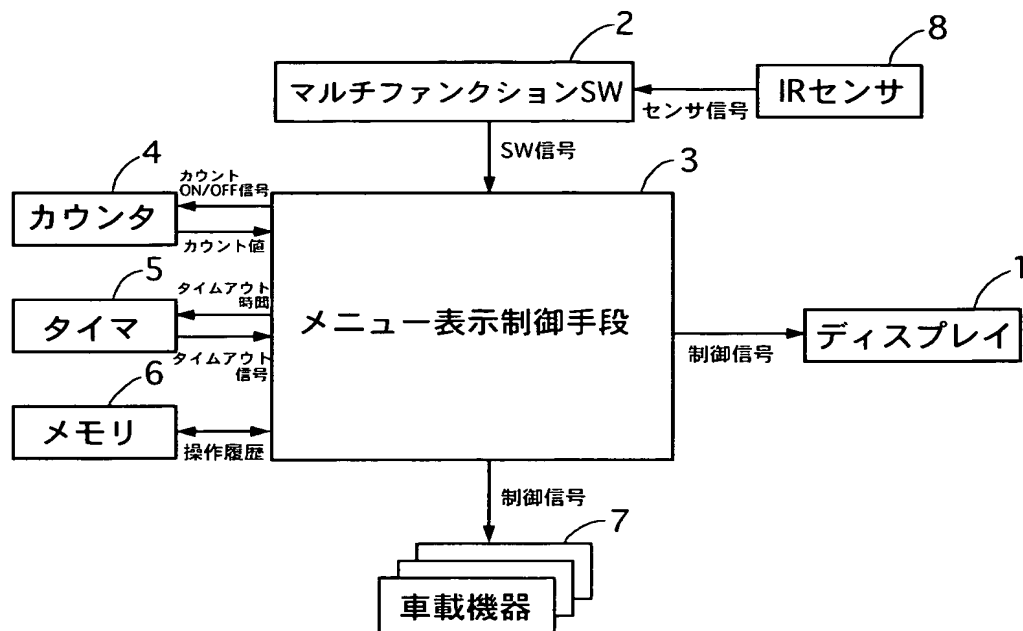 2
8
マルチファンクションSW
IRセンサ
センサ信号
SW信号
4
3
カウント
ON/OFF信号
カウンタ
カウント値
5
タイムアウト
時間
タイマ
タイムアウト
信号
メニュー表示制御手段
1
制御信号
ディスプレイ
6
メモリ
操作履歴
制御信号
7
車載機器